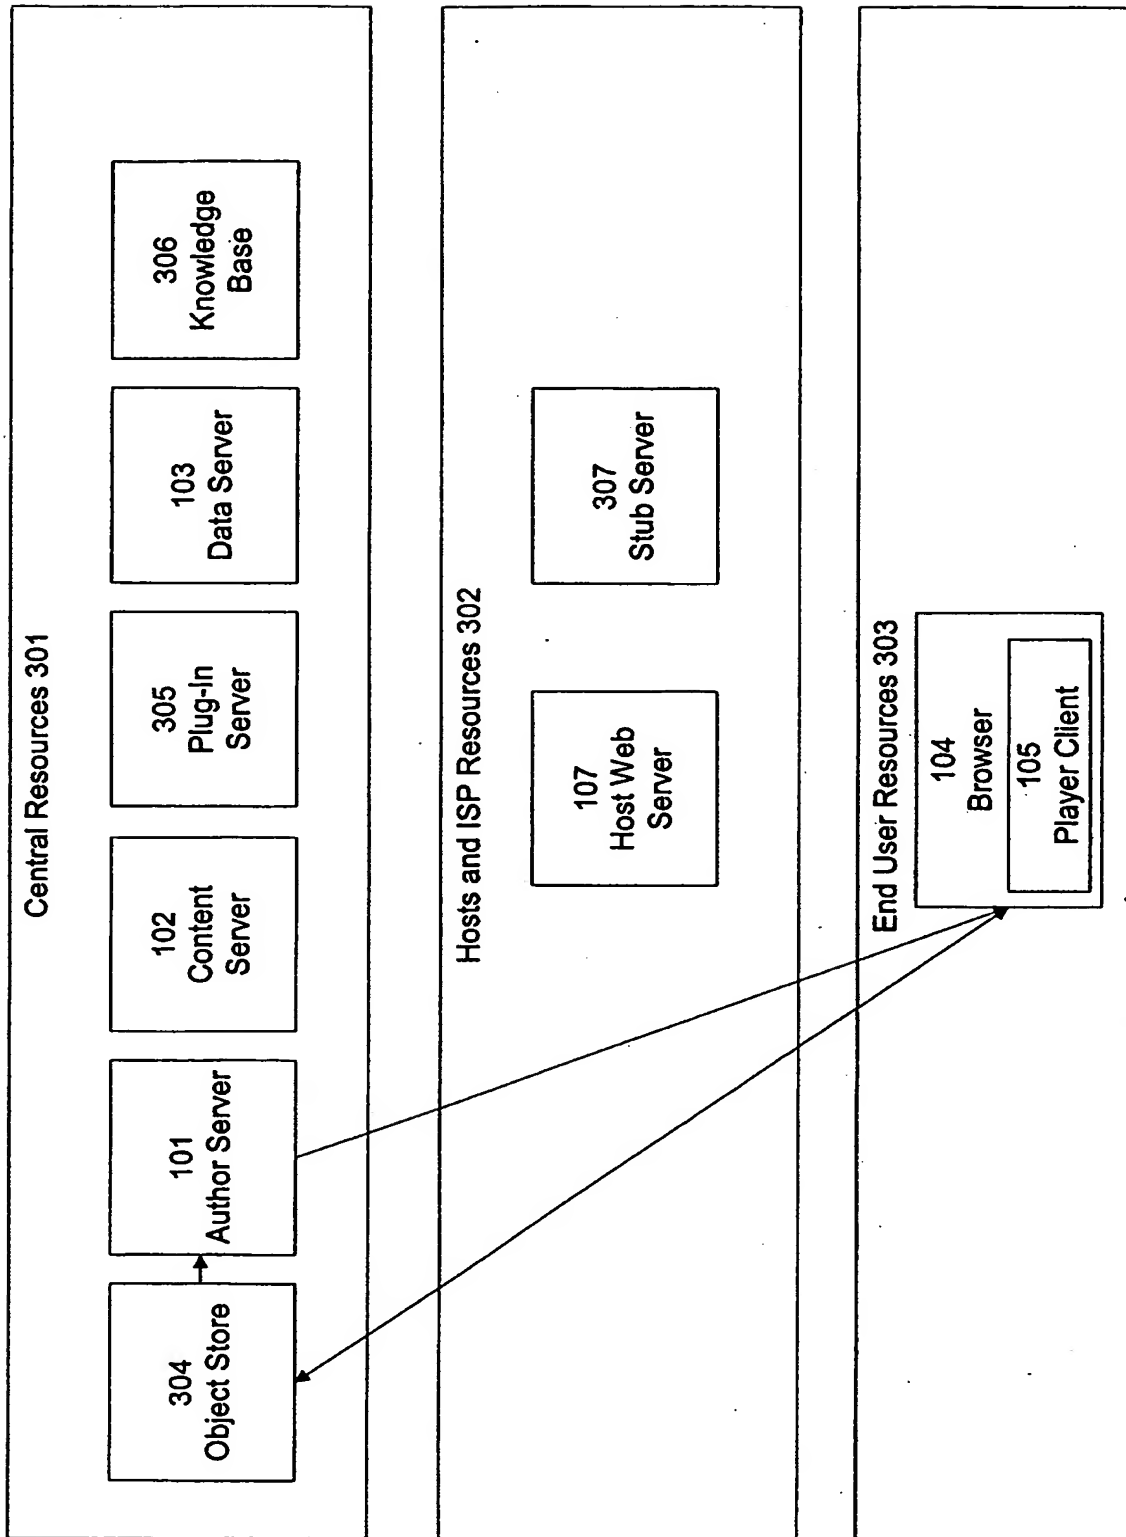 Central Resources 301
304
Object Store
101
Author Server
102
Content
Server
305
Plug-In
Server
103
Data Server
306
Knowledge
Base
Hosts and ISP Resources 302
107
Host Web
Server
307
Stub Server
End User Resources 303
104
Browser
105
Player Client